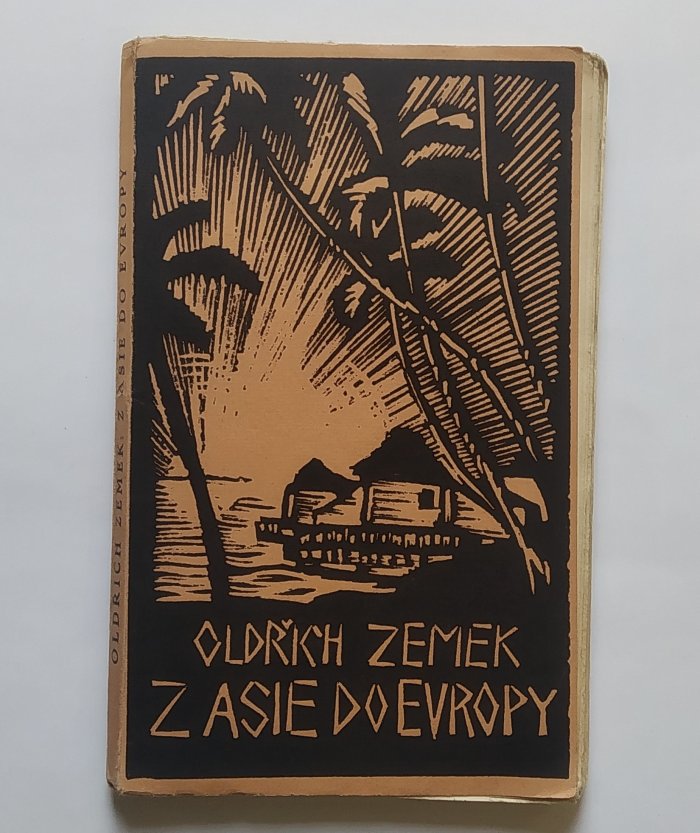 OLDŘICH ZEMEK: Z ASIE DO EVROPY
OLDŘICH ZEMEK
Z ASIE DO EVROPY